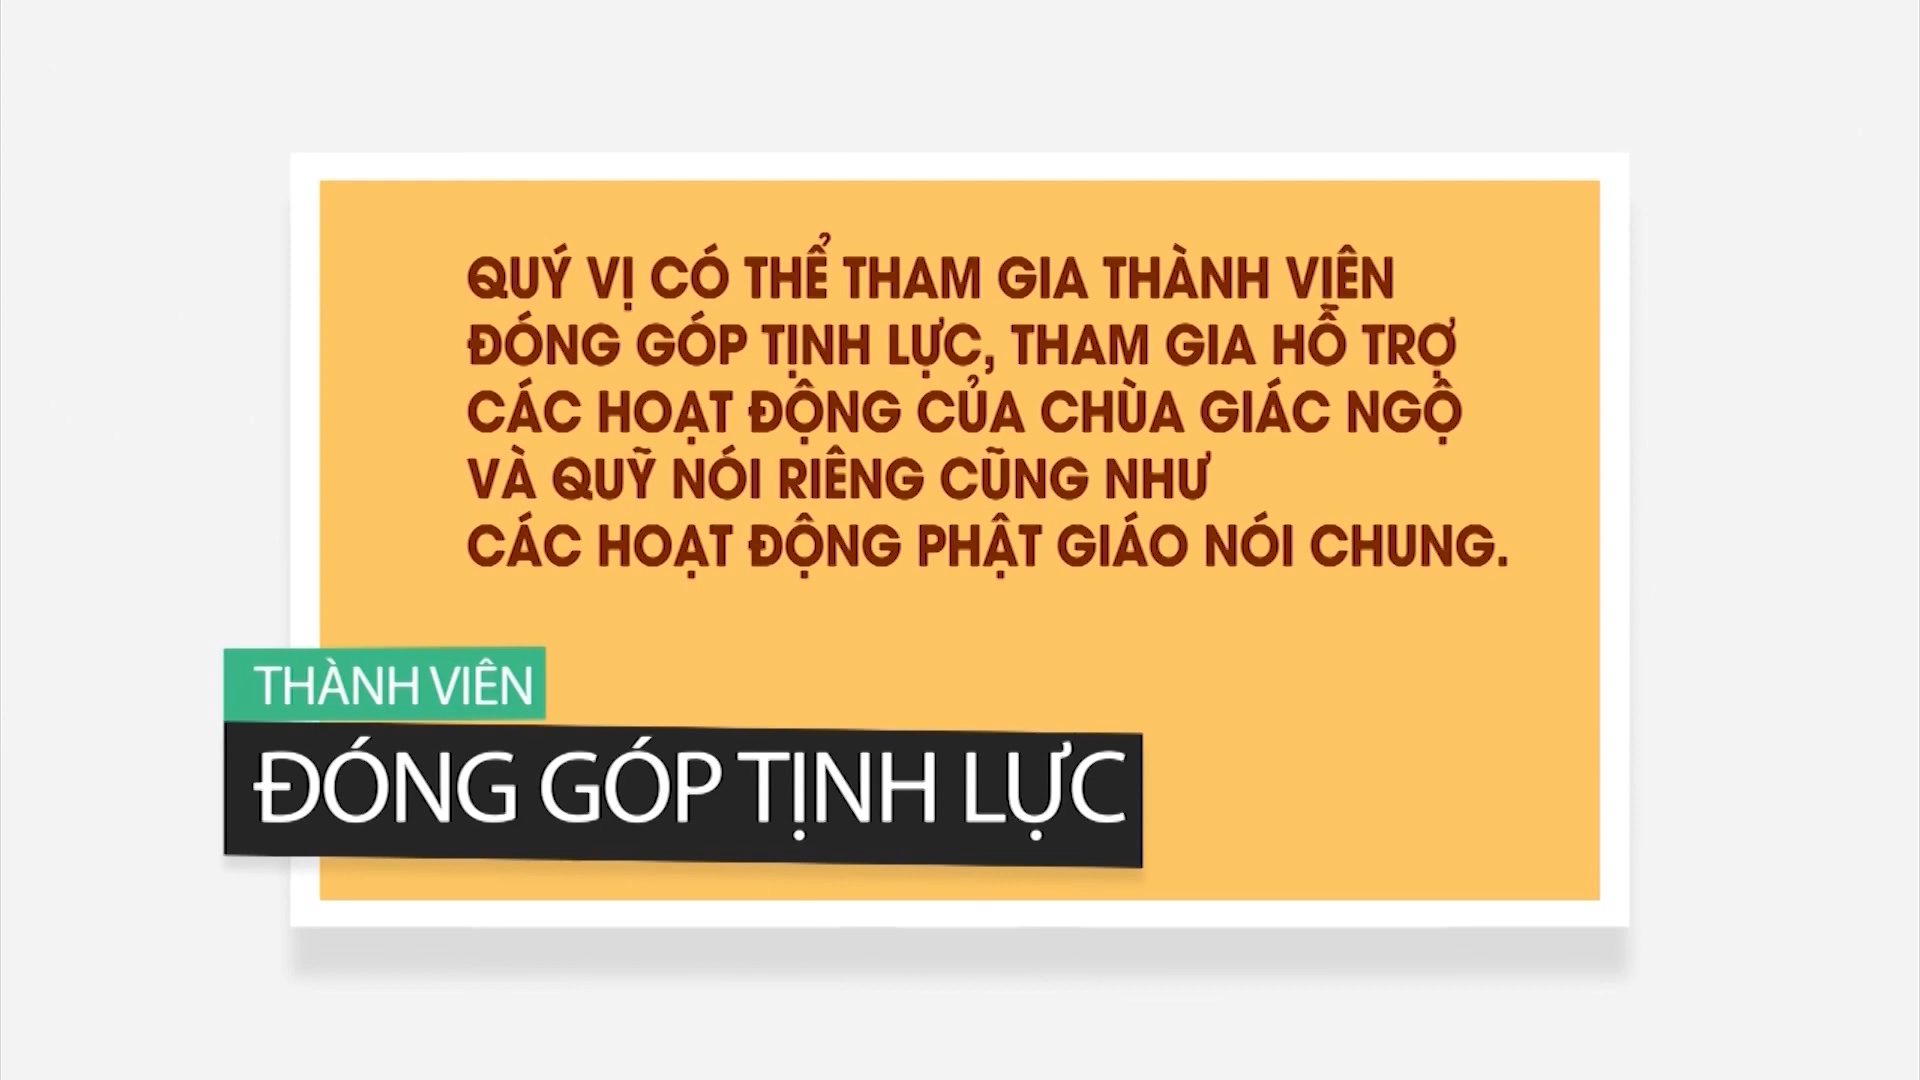 QUÝ VỊ CÓ THỂ THAM GIA THÀNH VIÊN
ĐÓNG GÓP TỊNH LỰC, THAM GIA HỖ TRỢ
CÁC HOẠT ĐỘNG CỦA CHÙA GIÁC NGỘ
VÀ QUỸ NÓI RIÊNG CŨNG NHƯ
CÁC HOẠT ĐỘNG PHẬT GIÁO NÓI CHUNG.
THÀNH VIÊN
ĐÓNG GÓP TỊNH LỰC